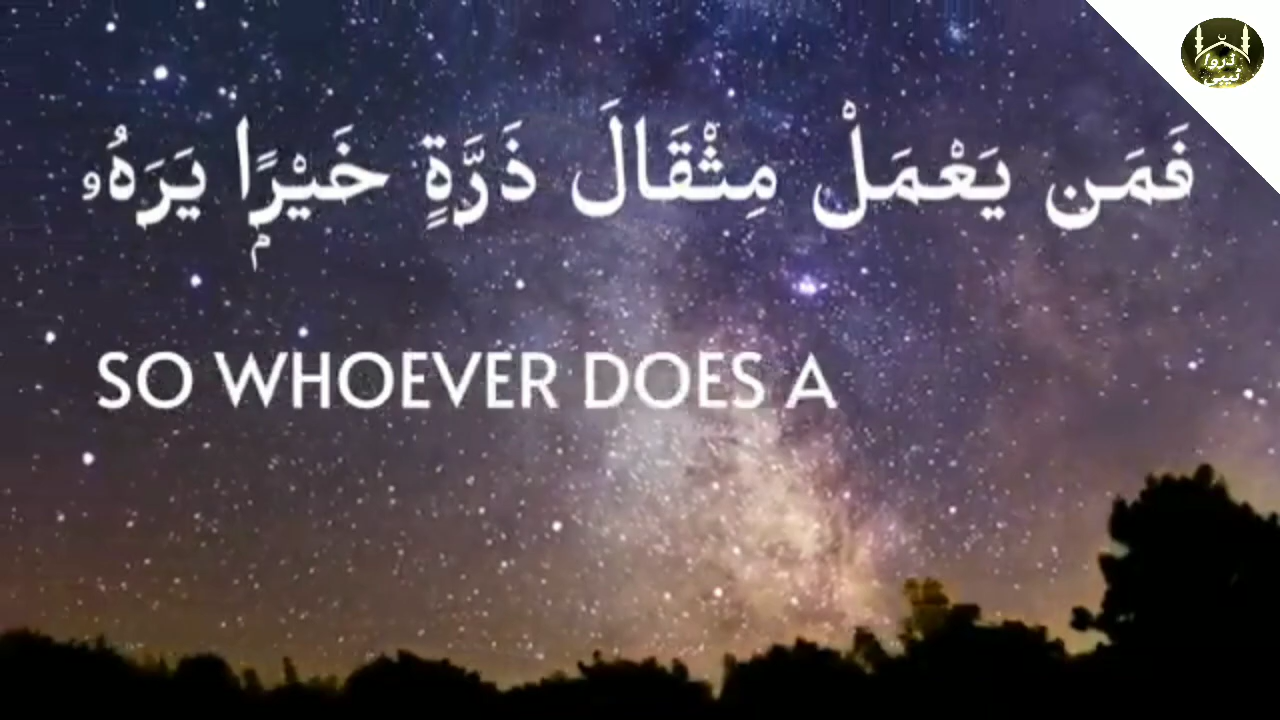 فَمَن يَعْمَلْ مِثْقَالَ ذَرَّةٍ خَيْرًۭا يَرَهُۥ
SO WHOEVER DOES A